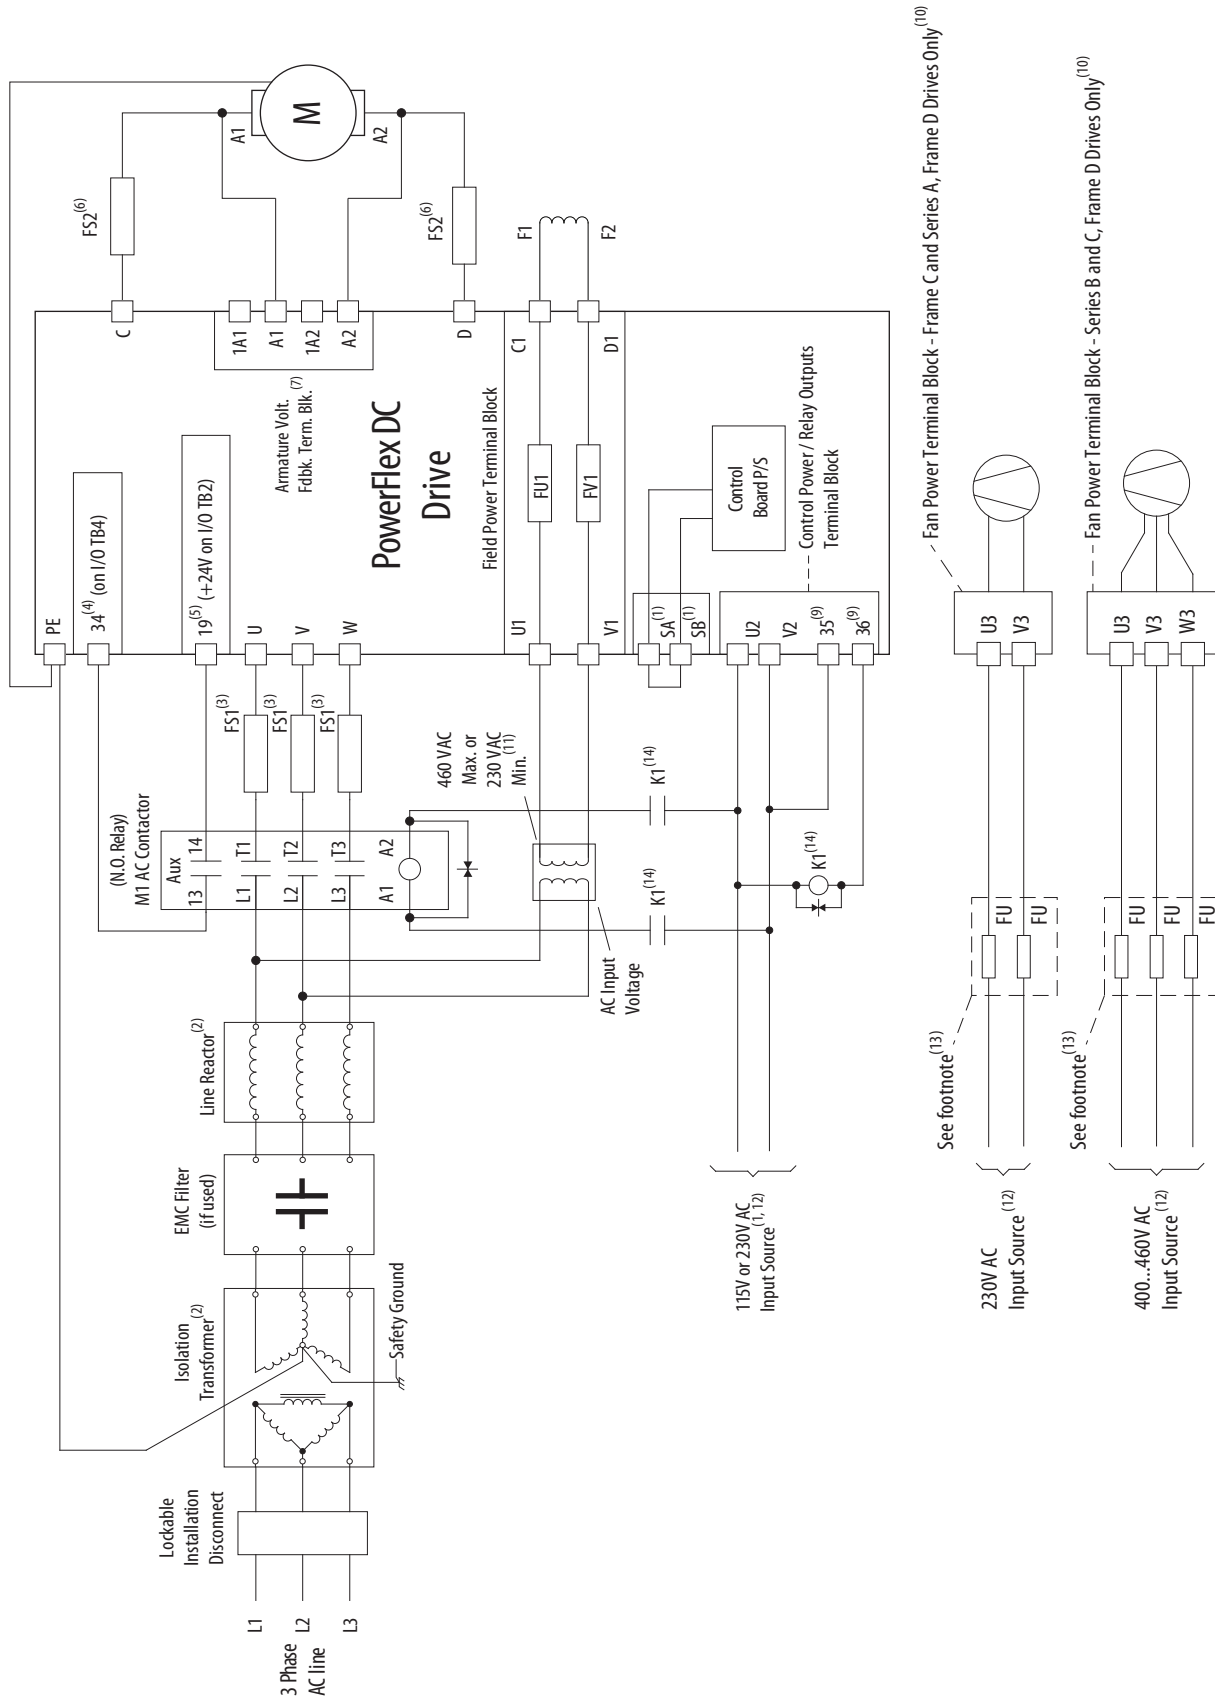 3 Phase
AC line
L1
L2
L3
Lockable
Installation
Disconnect
Isolation
Transformer(2)
Safety Ground
EMC Filter
(if used)
Line Reactor(2)
(N.O. Relay)
M1 AC Contactor
Aux
13
14
L1
T1
L2
T2
L3
T3
A1
A2
FS1(3)
FS1(3)
FS1(3)
AC Input
Voltage
460 VAC
Max. or
230 VAC(11)
Min.
K1(14)
K1(14)
K1(14)
115V or 230V AC
Input Source(1, 12)
PE
34(4) (on I/O TB4)
19(5) (+24V on I/O TB2)
U
V
W
PowerFlex DC
Drive
Armature Volt.
Fdbk. Term. Blk.(7)
C
1A1
A1
1A2
A2
D
FS2(6)
FS2(6)
A1
M
A2
Field Power Terminal Block
U1
FU1
C1
F1
V1
FV1
D1
F2
SA(1)
SB(1)
Control
Board P/S
U2
V2
35(9)
36(9)
Control Power / Relay Outputs
Terminal Block
230V AC
Input Source(12)
See footnote(13)
FU
FU
U3
V3
Fan Power Terminal Block - Frame C and Series A, Frame D Drives Only(10)
400...460V AC
Input Source(12)
See footnote(13)
FU
FU
FU
U3
V3
W3
Fan Power Terminal Block - Series B and C, Frame D Drives Only(10)